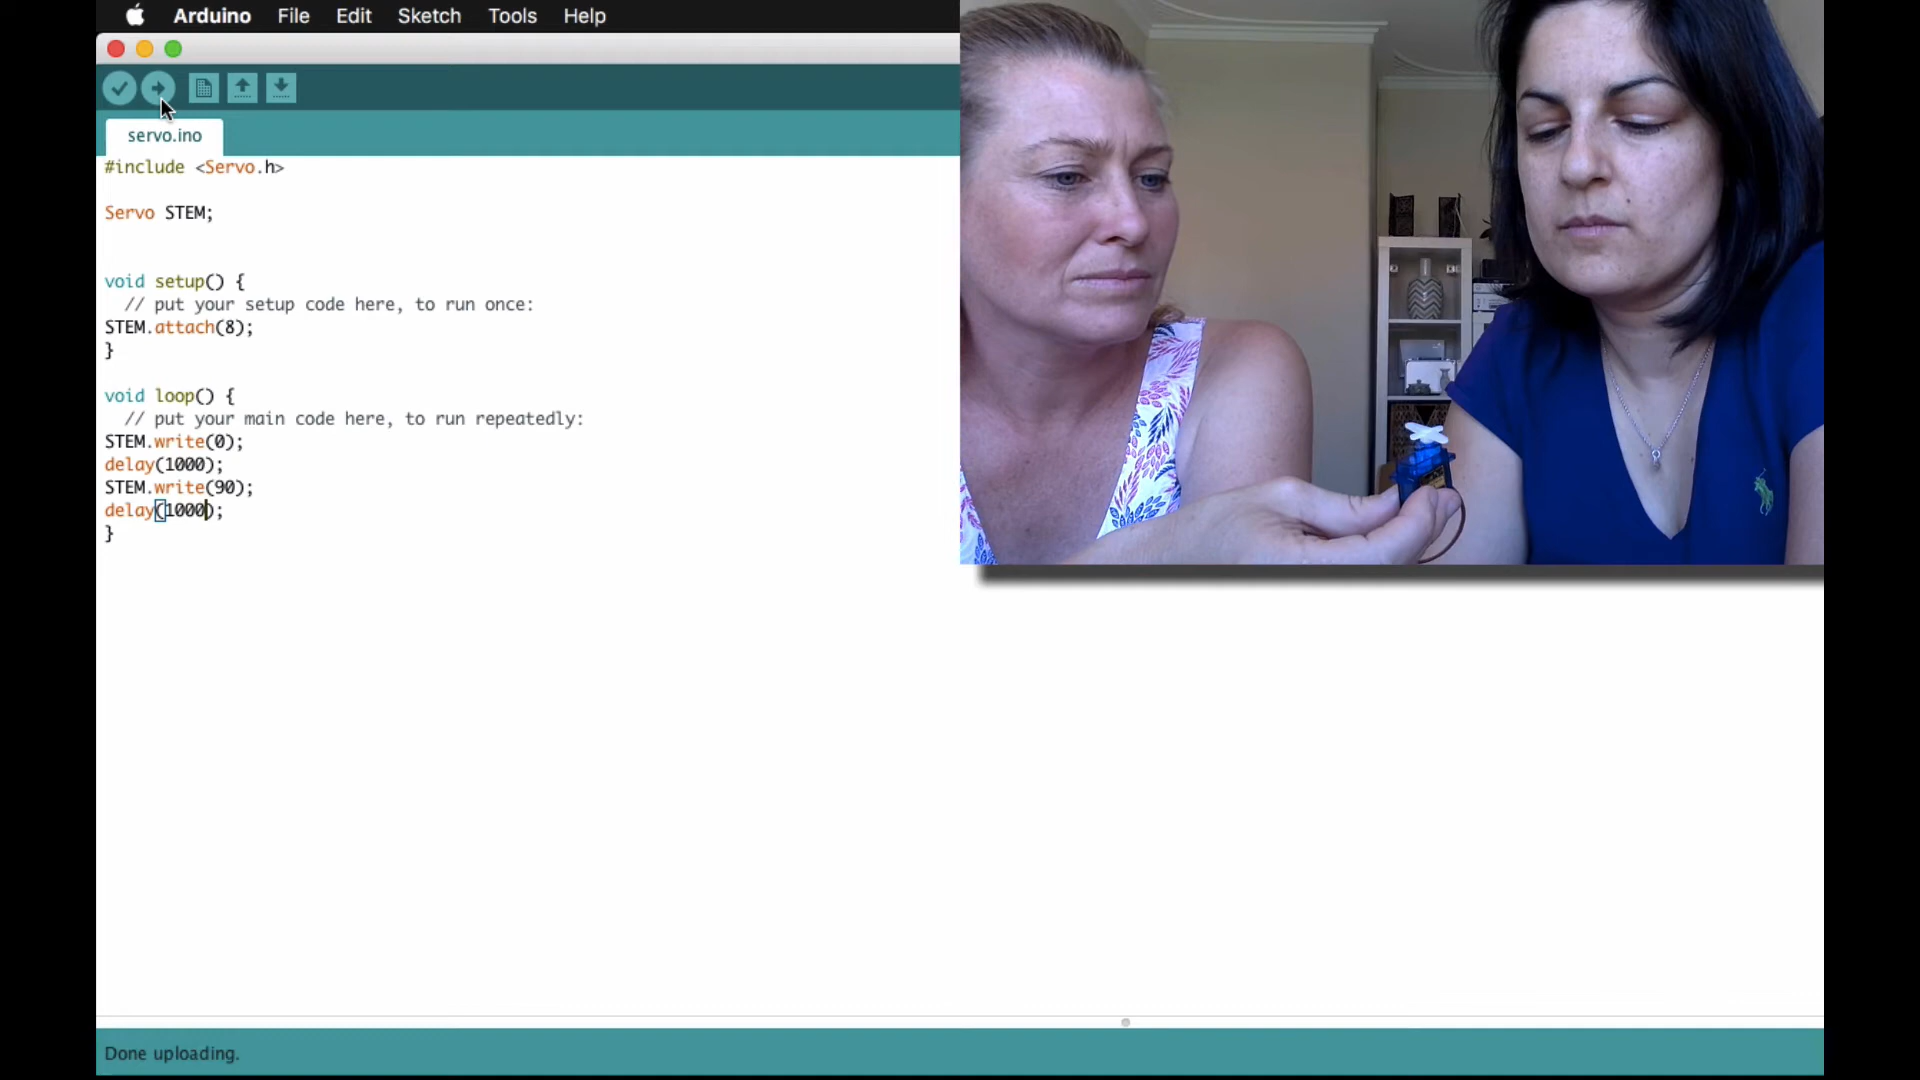 Arduino File Edit Sketch Tools Help
servo.ino
#include <Servo.h>
Servo STEM;
void setup() {
// put your setup code here, to run once:
STEM.attach(8);
}
void loop() {
// put your main code here, to run repeatedly:
STEM.write(0);
delay(1000);
STEM.write(90);
delay(1000);
}
Done uploading.